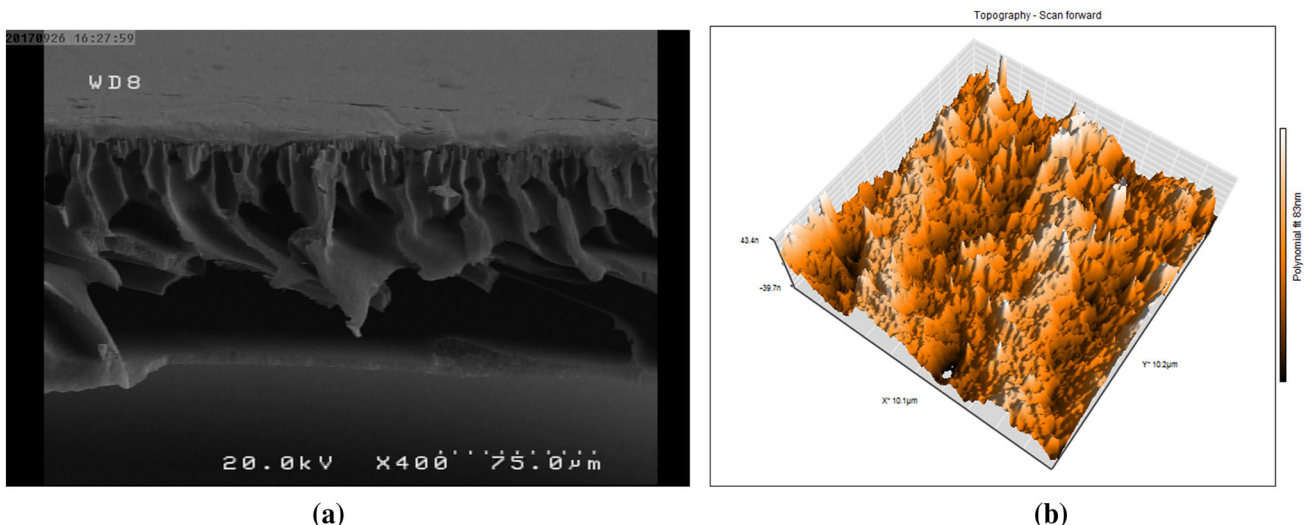 20170926 16:27:59
WD8
20.0kV X400 75.0μm
(a)
Topography - Scan forward
43.4n
-39.7n
X* 10.1µm
Y* 10.2µm
Polynomial fit 83nm
(b)